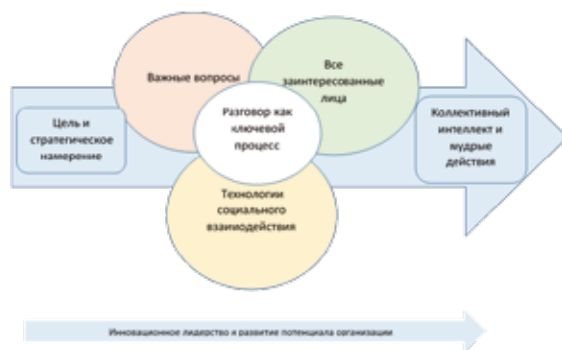 Важные вопросы
Все
заинтересованные
лица
Цель и
стратегическое
намерение
Разговор как
ключевой
процесс
Коллективный
интеллект и
мудрые
действия
Технологии
социального
взаимодействия
Инновационное лидерство и развитие потенциала организации